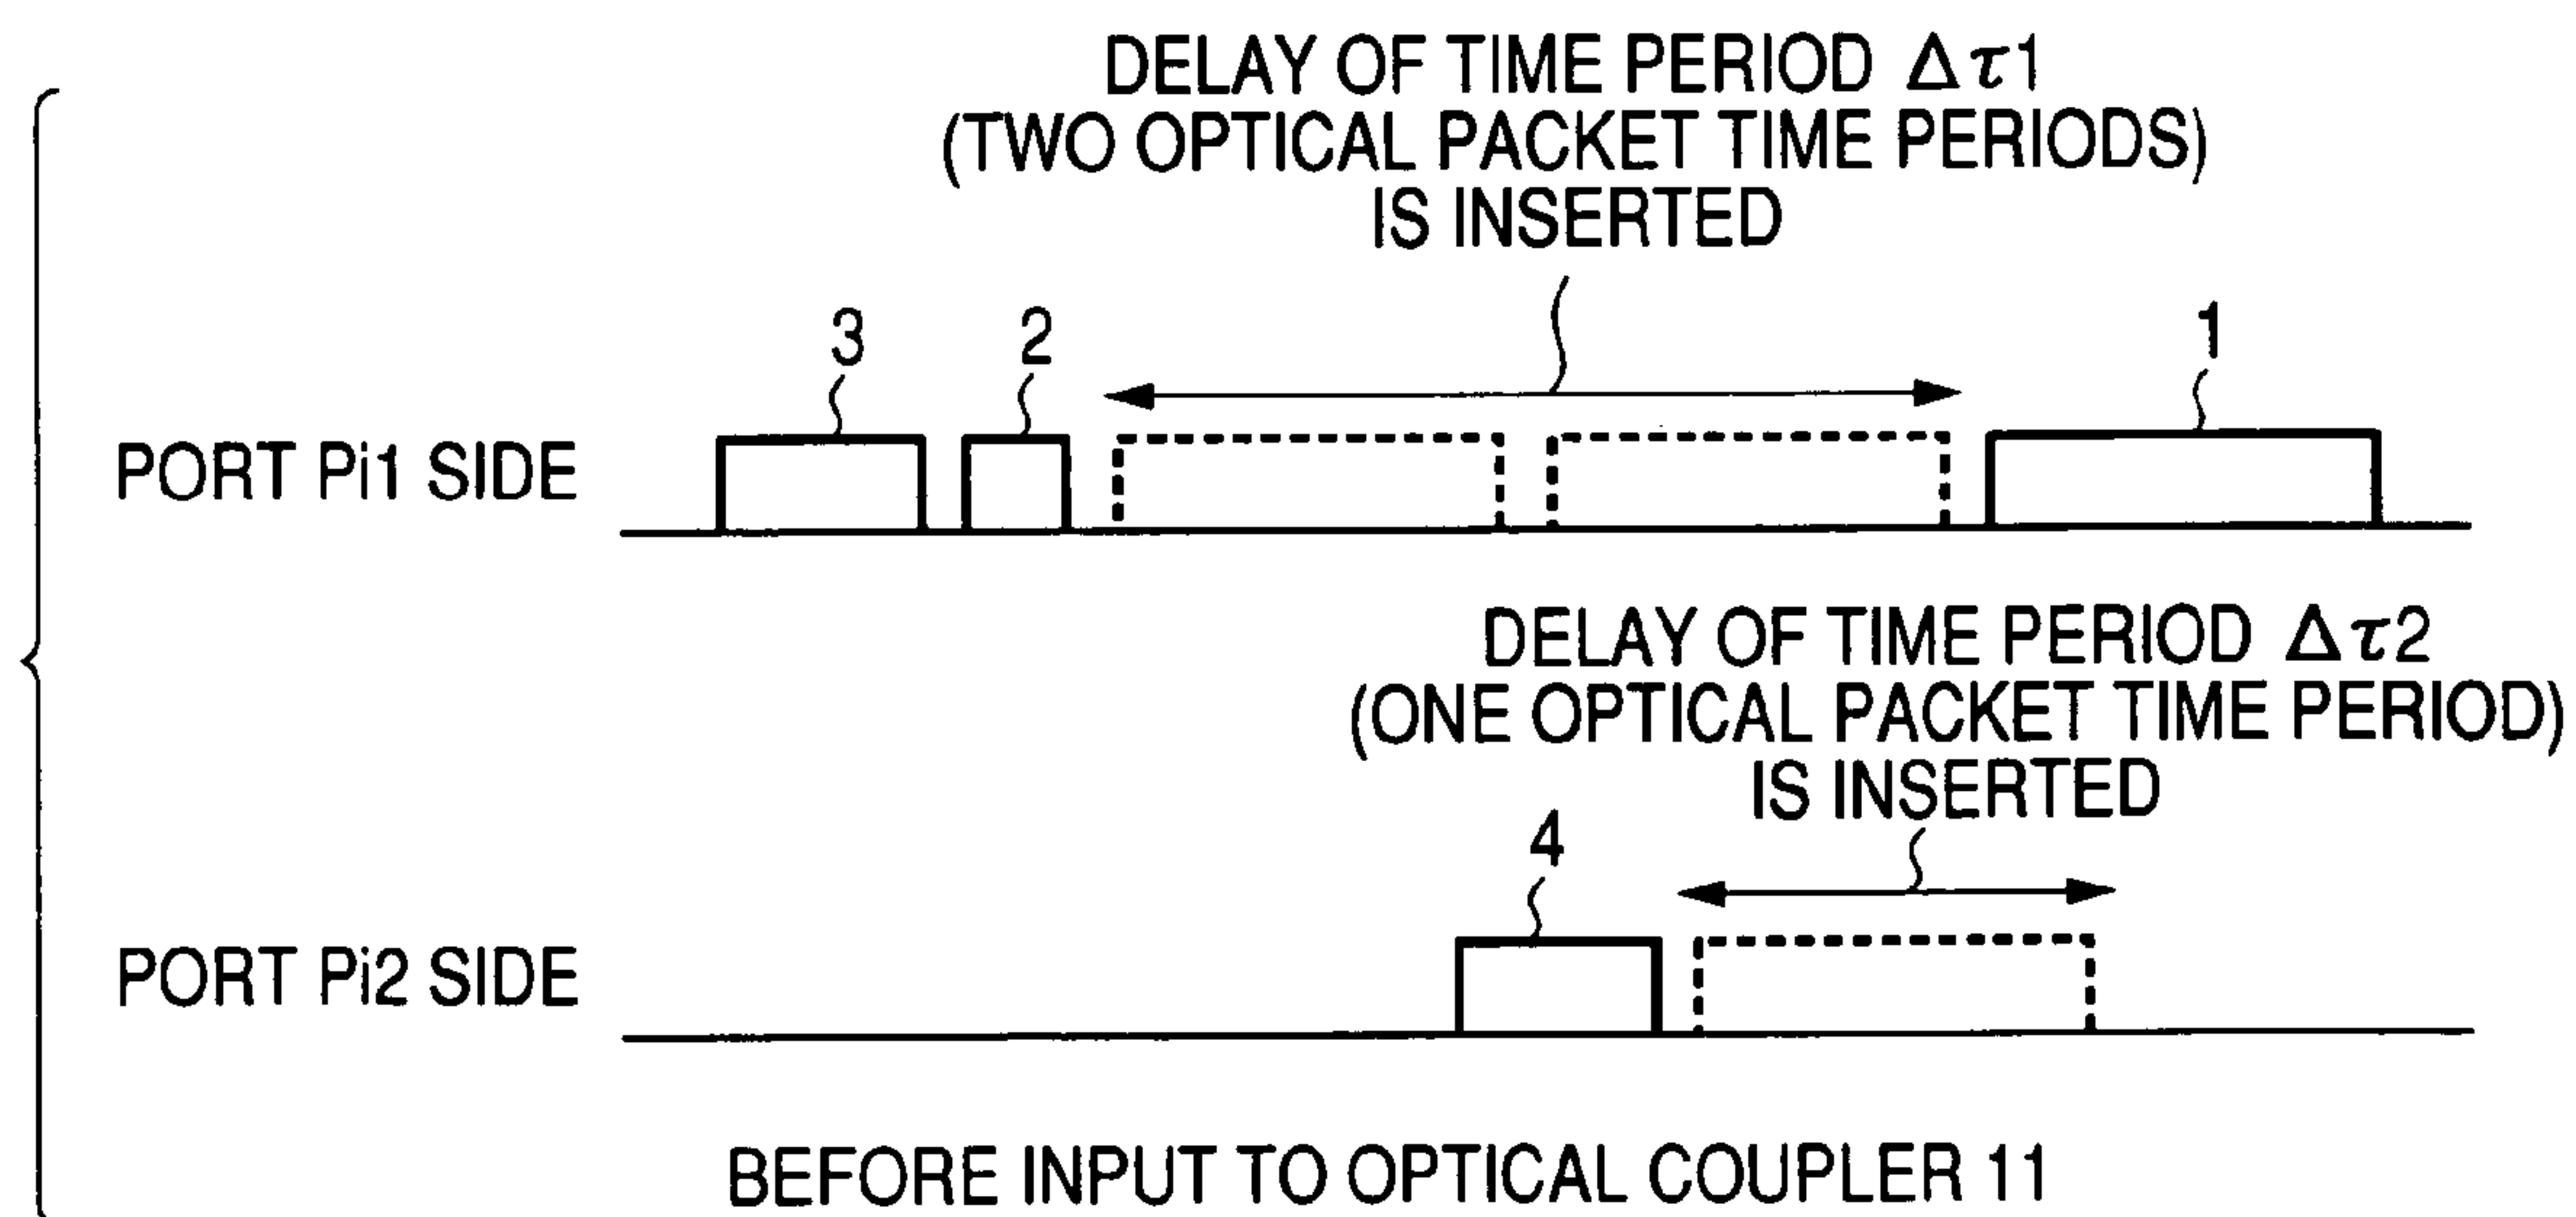 DELAY OF TIME PERIOD Δτ1
(TWO OPTICAL PACKET TIME PERIODS)
IS INSERTED
3
2
1
PORT Pi1 SIDE
DELAY OF TIME PERIOD Δτ2
(ONE OPTICAL PACKET TIME PERIOD)
IS INSERTED
4
PORT Pi2 SIDE
BEFORE INPUT TO OPTICAL COUPLER 11